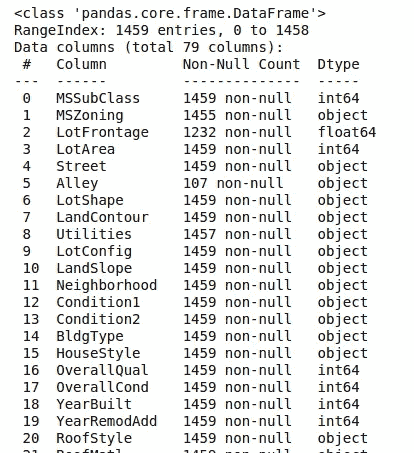 <class 'pandas.core.frame.DataFrame'>
RangeIndex: 1459 entries, 0 to 1458
Data columns (total 79 columns):
 #   Column         Non-Null Count  Dtype
---  ------         --------------  -----
 0   MSSubClass     1459 non-null   int64
 1   MSZoning       1455 non-null   object
 2   LotFrontage    1232 non-null   float64
 3   LotArea        1459 non-null   int64
 4   Street         1459 non-null   object
 5   Alley          107 non-null    object
 6   LotShape       1459 non-null   object
 7   LandContour    1459 non-null   object
 8   Utilities      1457 non-null   object
 9   LotConfig      1459 non-null   object
 10  LandSlope      1459 non-null   object
 11  Neighborhood   1459 non-null   object
 12  Condition1     1459 non-null   object
 13  Condition2     1459 non-null   object
 14  BldgType       1459 non-null   object
 15  HouseStyle     1459 non-null   object
 16  OverallQual    1459 non-null   int64
 17  OverallCond    1459 non-null   int64
 18  YearBuilt      1459 non-null   int64
 19  YearRemodAdd   1459 non-null   int64
 20  RoofStyle      1459 non-null   object